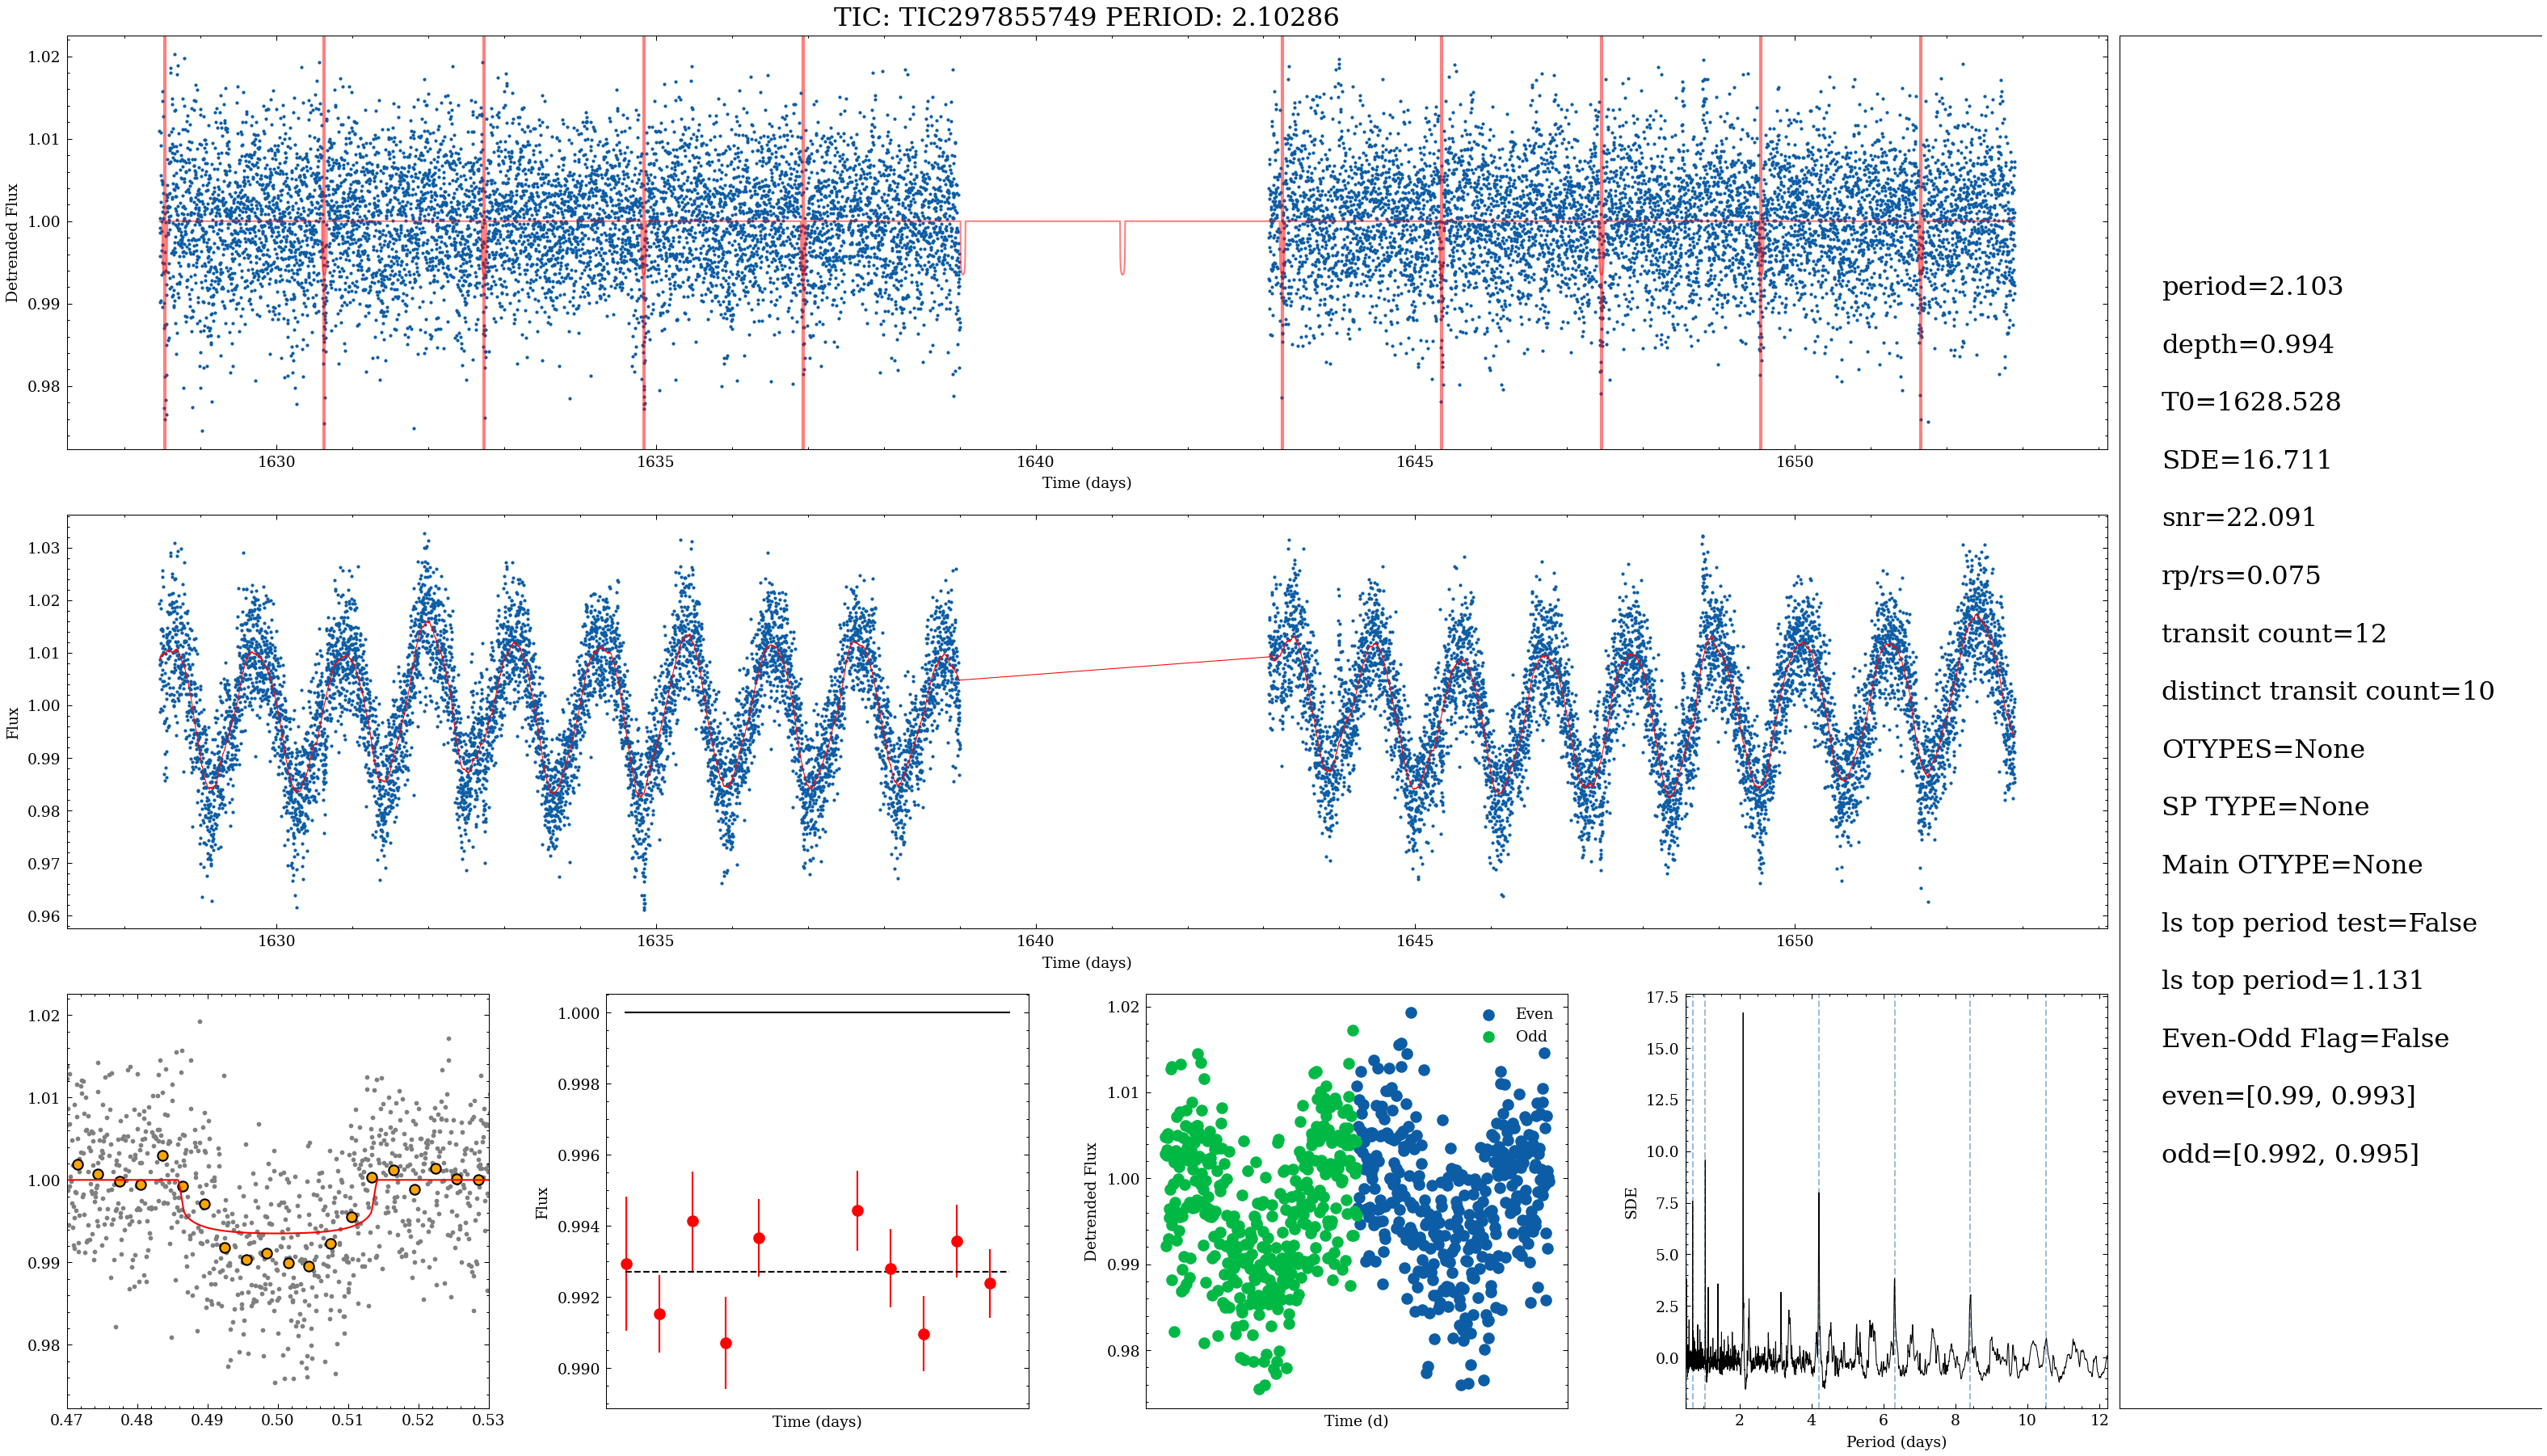 TIC: TIC297855749 PERIOD: 2.10286
1.02
1.01
1.00
0.99
0.98
Detrended Flux
1630
1635
1640
1645
1650
Time (days)
1.03
1.02
1.01
1.00
0.99
0.98
0.97
0.96
Flux
1630
1635
1640
1645
1650
Time (days)
1.02
1.01
1.00
0.99
0.98
0.47
0.48
0.49
0.50
0.51
0.52
0.53
1.000
0.998
0.996
0.994
0.992
0.990
Flux
Time (days)
1.02
1.01
1.00
0.99
0.98
Detrended Flux
Even
Odd
Time (d)
17.5
15.0
12.5
10.0
7.5
5.0
2.5
0.0
SDE
2
4
6
8
10
12
Period (days)
period=2.103
depth=0.994
T0=1628.528
SDE=16.711
snr=22.091
rp/rs=0.075
transit count=12
distinct transit count=10
OTYPES=None
SP TYPE=None
Main OTYPE=None
ls top period test=False
ls top period=1.131
Even-Odd Flag=False
even=[0.99, 0.993]
odd=[0.992, 0.995]